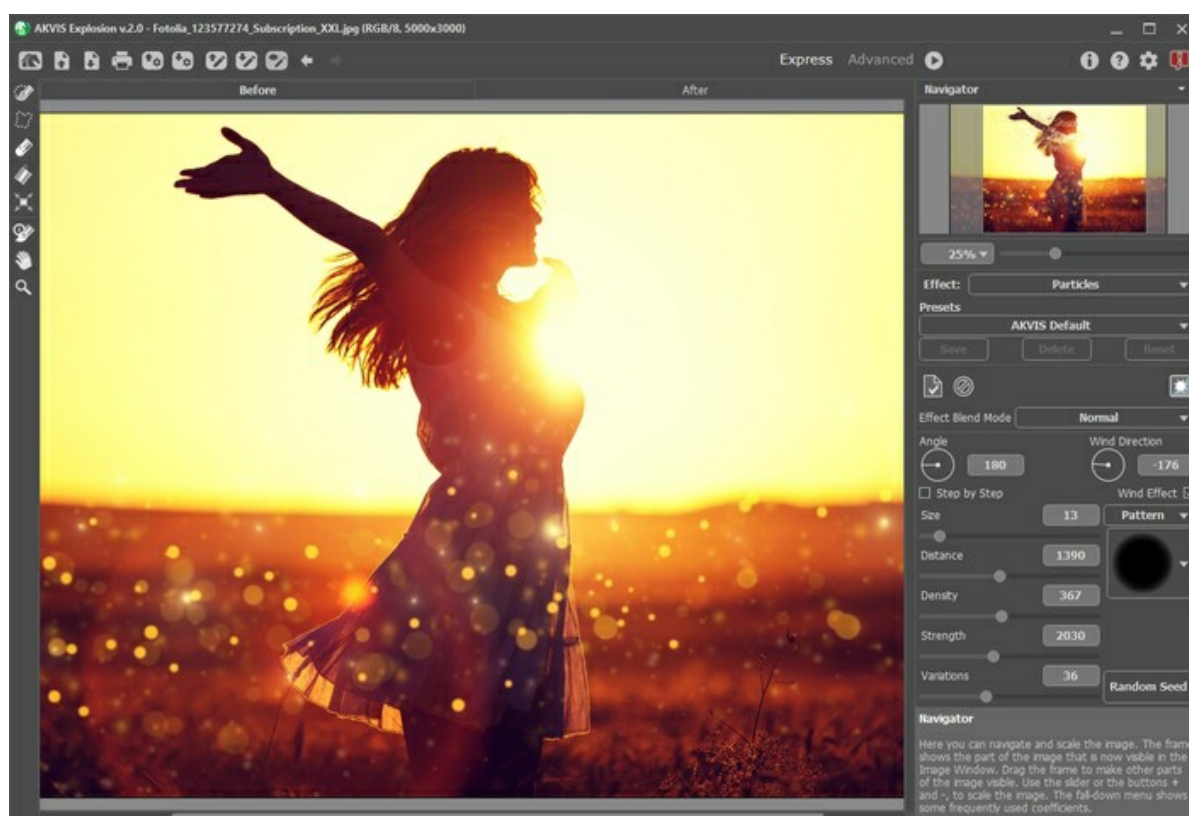 AKVIS Explosion v.2.0 - Fotolia_123577274_Subscription_XXL.jpg (RGB/8, 5000x3000)
Express Advanced
Before After
Navigator
25%
Effect: Particles
Presets
AKVIS Default
Save Delete Reset
Effect Blend Mode Normal
Angle Wind Direction
180 -176
Step by Step Wind Effect
Size 13 Pattern
Distance 1390
Density 367
Strength 2030
Variations 36
Random Seed
Navigator
Here you can navigate and scale the image. The frame
shows the part of the image that is now visible in the
Image Window. Drag the frame to make other parts
of the image visible. Use the slider or the buttons +
and -, to scale the image. The fall-down menu shows
some frequently used coefficients.